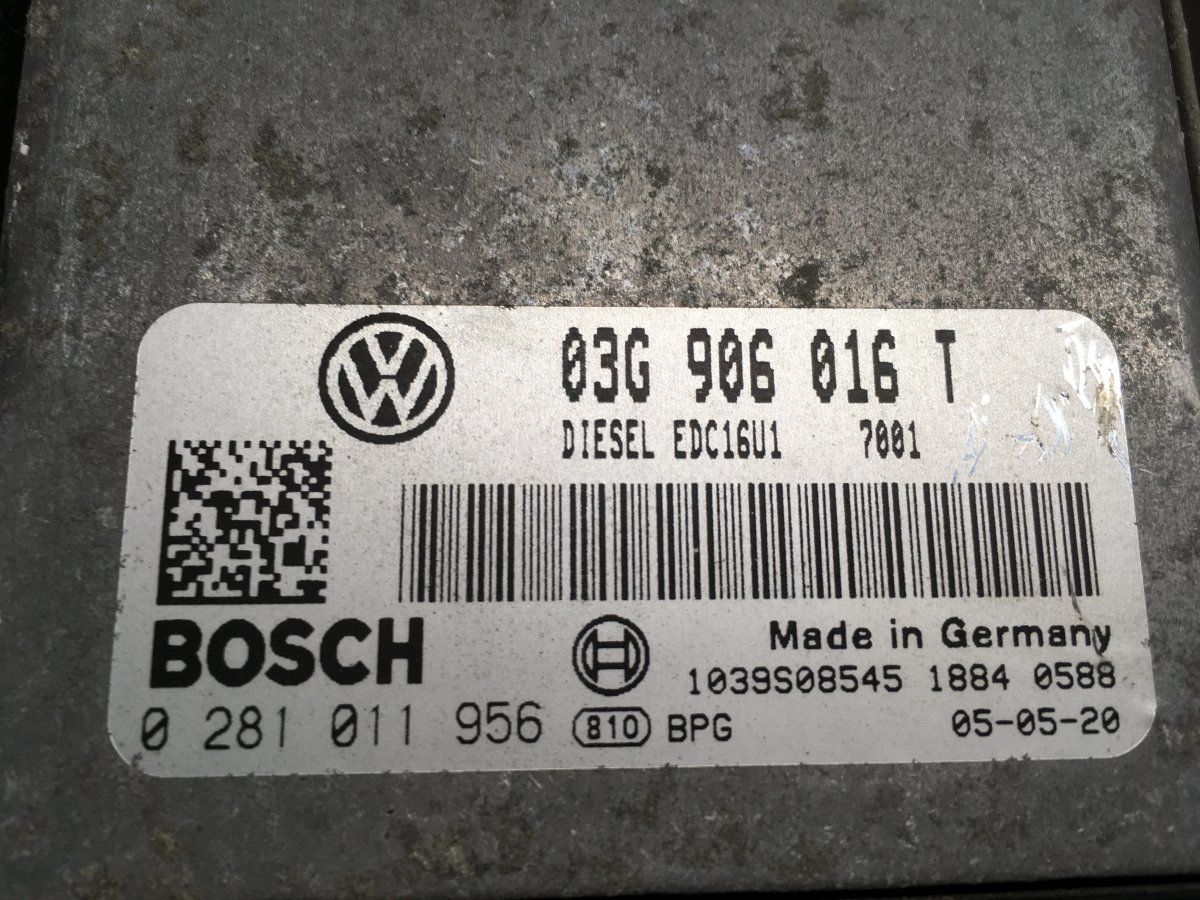 03G 906 016 T
DIESEL EDC16U1 7001
BOSCH
Made in Germany
1039S08545 1884 0588
0 281 011 956 810 BPG 05-05-20